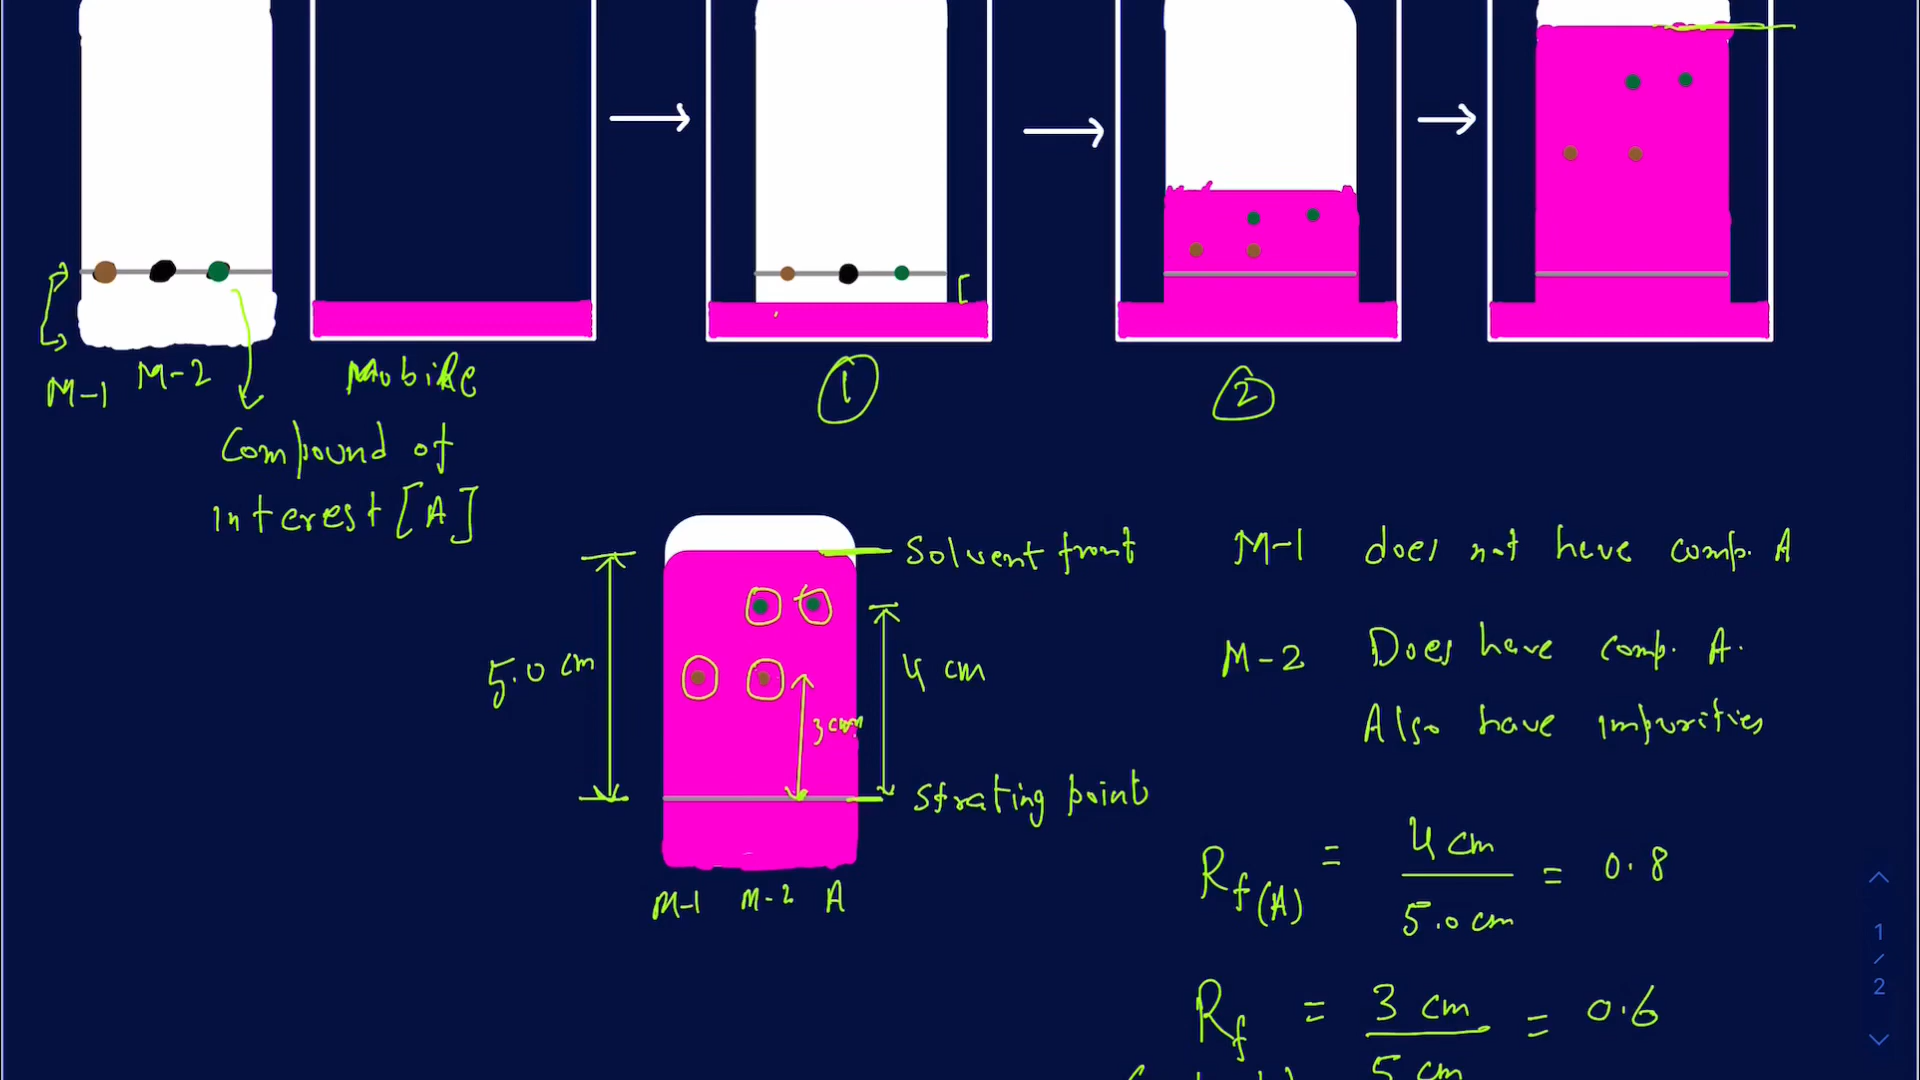 M-1 M-2 Mobile
1
2
Compound of
interest [A]
Solvent front
5.0 cm
4 cm
3 cm
Strating point
M-1 M-2 A
M-1 does not have comp. A
M-2 Does have comp. A.
Also have impurities
Rf(A) = 4 cm / 5.0 cm = 0.8
Rf = 3 cm / 5 cm = 0.6
1
/
2